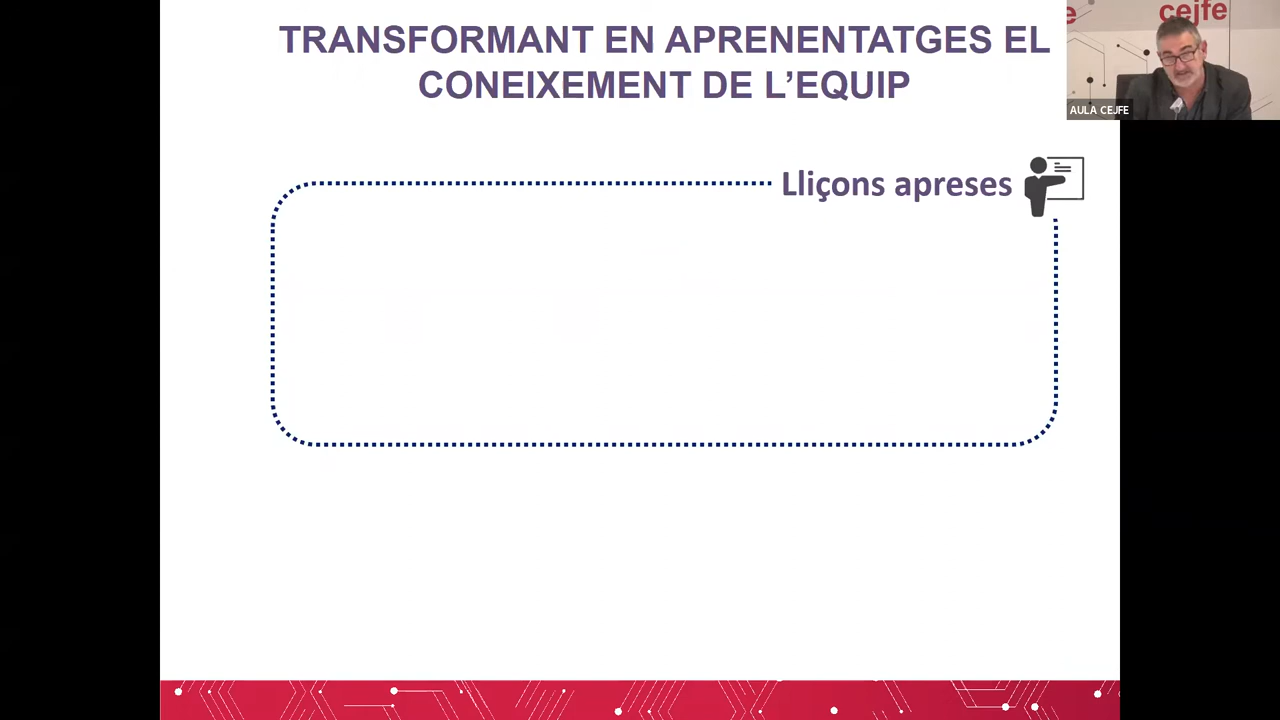 TRANSFORMANT EN APRENENTATGES EL
CONEIXEMENT DE L’EQUIP
e
cejfe
AULA CEJFE
Lliçons apreses